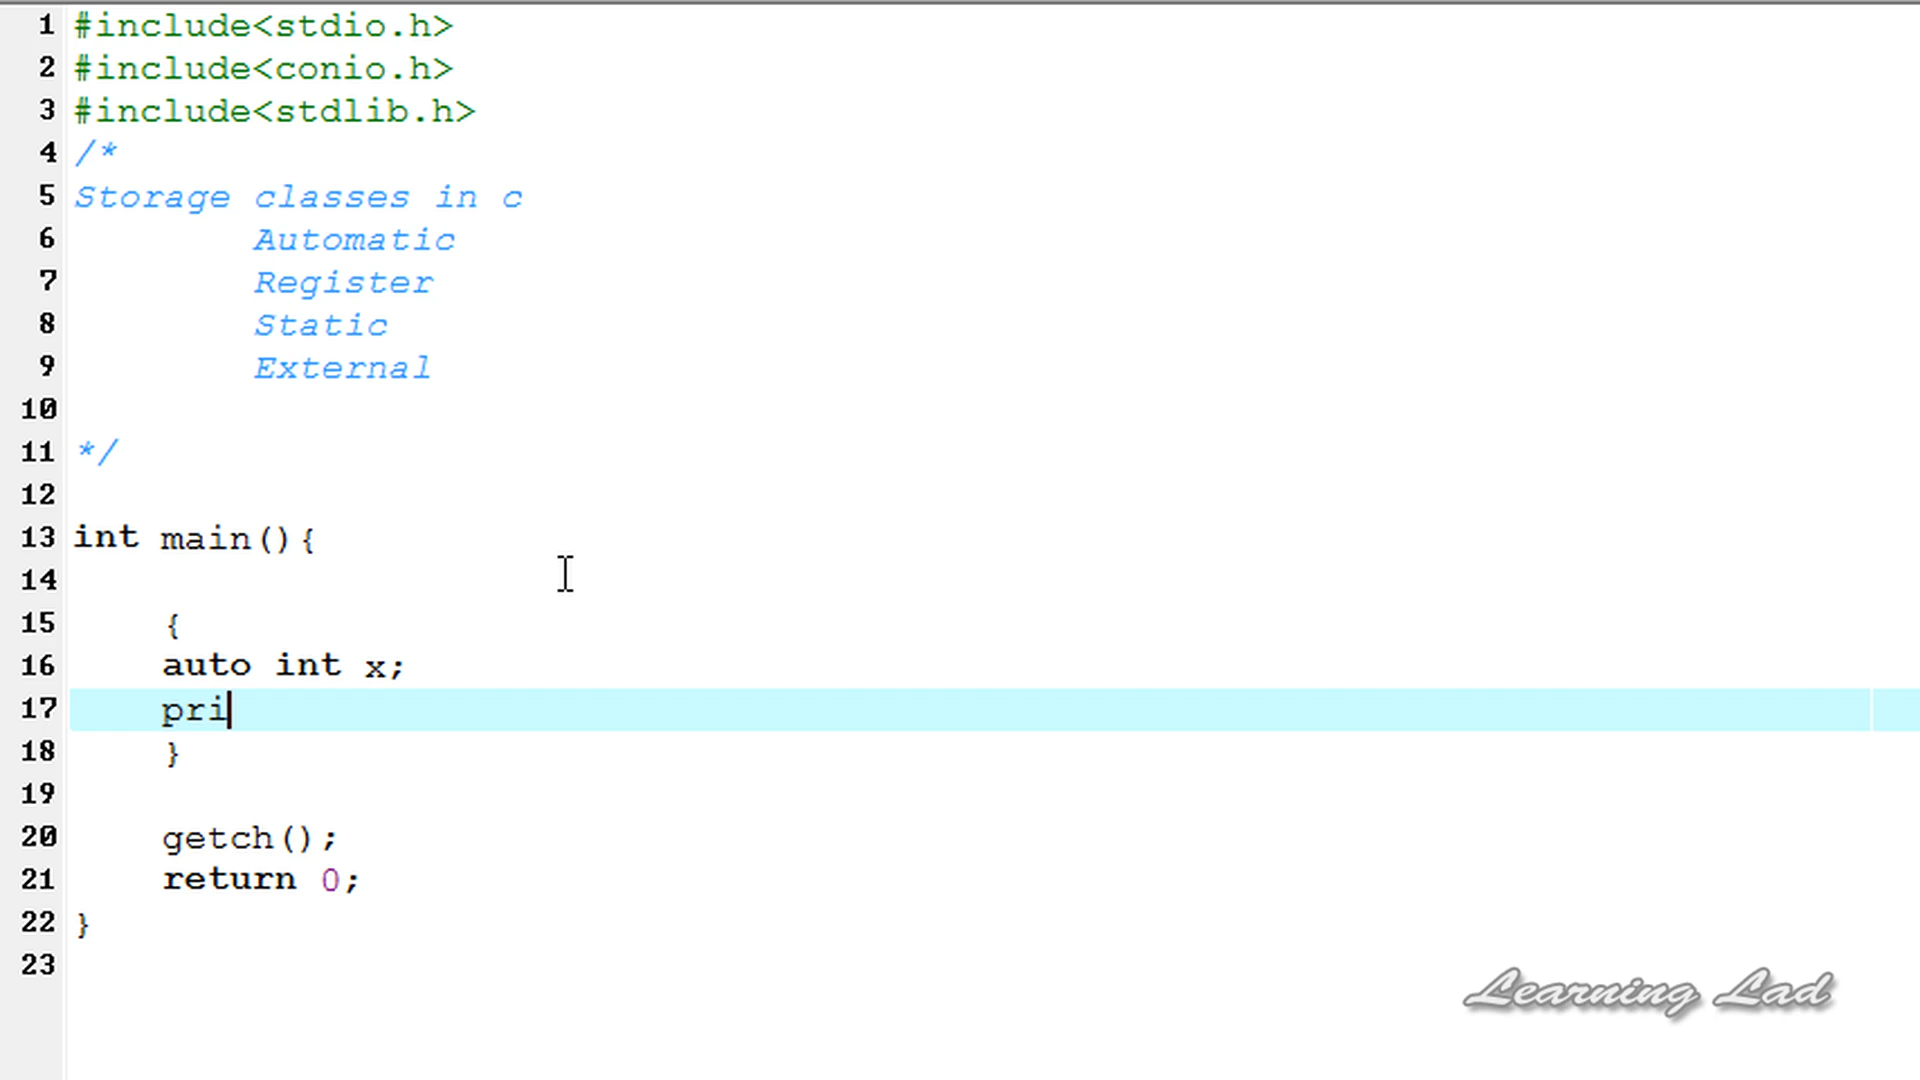 1 #include<stdio.h>
2 #include<conio.h>
3 #include<stdlib.h>
4 /*
5 Storage classes in c
6         Automatic
7         Register
8         Static
9         External
10
11 */
12
13 int main(){
14
15     {
16     auto int x;
17     pri
18     }
19
20     getch();
21     return 0;
22 }
23
Learning Lad